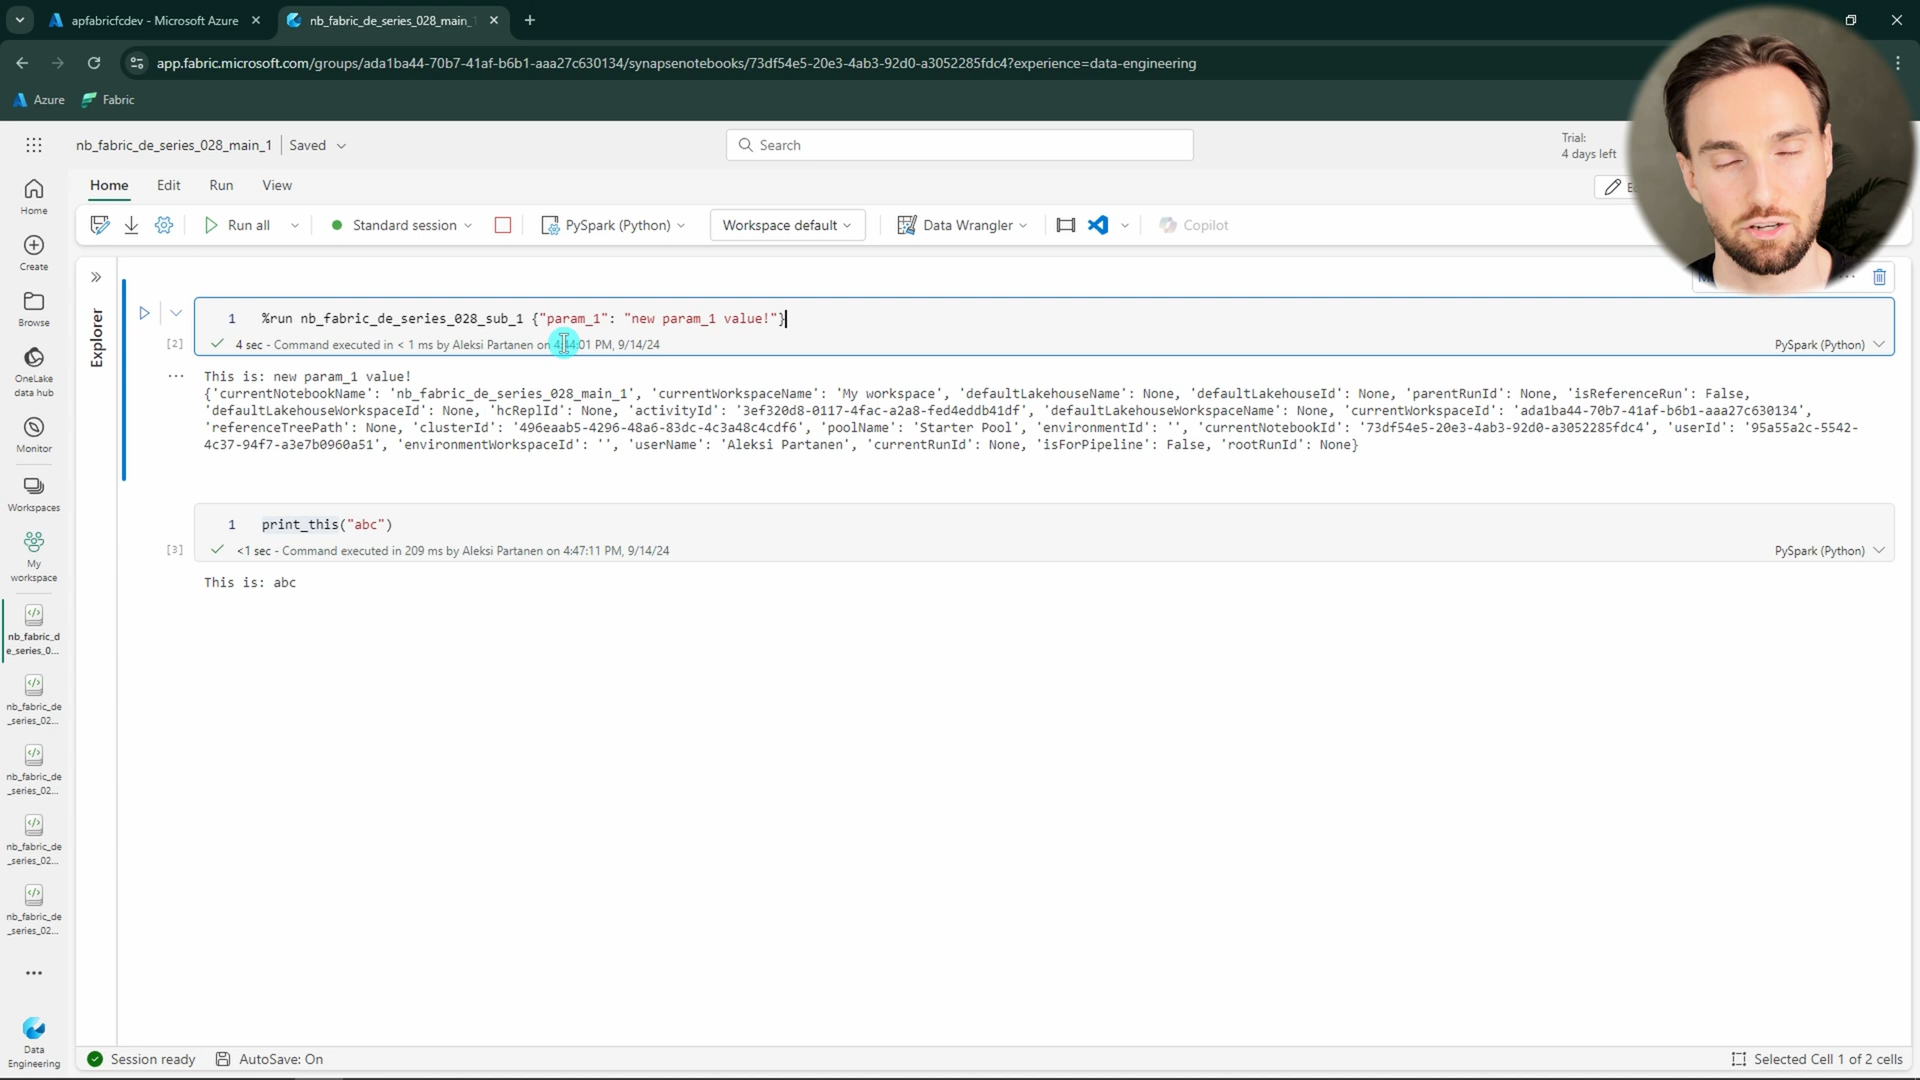 apfabricfcdev - Microsoft Azure
nb_fabric_de_series_028_main_
app.fabric.microsoft.com/groups/ada1ba44-70b7-41af-b6b1-aaa27c630134/synapsenotebooks/73df54e5-20e3-4ab3-92d0-a3052285fdc4?experience=data-engineering
Azure
Fabric
nb_fabric_de_series_028_main_1
Saved
Search
Trial:
4 days left
Home
Edit
Run
View
Run all
Standard session
PySpark (Python)
Workspace default
Data Wrangler
Copilot
Home
Create
Browse
OneLake
data hub
Monitor
Workspaces
My
workspace
nb_fabric_d
e_series_0...
nb_fabric_de
_series_02...
nb_fabric_de
_series_02...
nb_fabric_de
_series_02...
nb_fabric_de
_series_02...
Data
Engineering
Explorer
1 %run nb_fabric_de_series_028_sub_1 {"param_1": "new param_1 value!"}
[2] 4 sec - Command executed in < 1 ms by Aleksi Partanen on 4:44:01 PM, 9/14/24 PySpark (Python)
This is: new param_1 value!
{'currentNotebookName': 'nb_fabric_de_series_028_main_1', 'currentWorkspaceName': 'My workspace', 'defaultLakehouseName': None, 'defaultLakehouseId': None, 'parentRunId': None, 'isReferenceRun': False,
'defaultLakehouseWorkspaceId': None, 'hcReplId': None, 'activityId': '3ef320d8-0117-4fac-a2a8-fed4eddb41df', 'defaultLakehouseWorkspaceName': None, 'currentWorkspaceId': 'ada1ba44-70b7-41af-b6b1-aaa27c630134',
'referenceTreePath': None, 'clusterId': '496eaab5-4296-48a6-83dc-4c3a48c4cdf6', 'poolName': 'Starter Pool', 'environmentId': '', 'currentNotebookId': '73df54e5-20e3-4ab3-92d0-a3052285fdc4', 'userId': '95a55a2c-5542-
4c37-94f7-a3e7b0960a51', 'environmentWorkspaceId': '', 'userName': 'Aleksi Partanen', 'currentRunId': None, 'isForPipeline': False, 'rootRunId': None}
1 print_this("abc")
[3] <1 sec - Command executed in 209 ms by Aleksi Partanen on 4:47:11 PM, 9/14/24 PySpark (Python)
This is: abc
Session ready
AutoSave: On
Selected Cell 1 of 2 cells